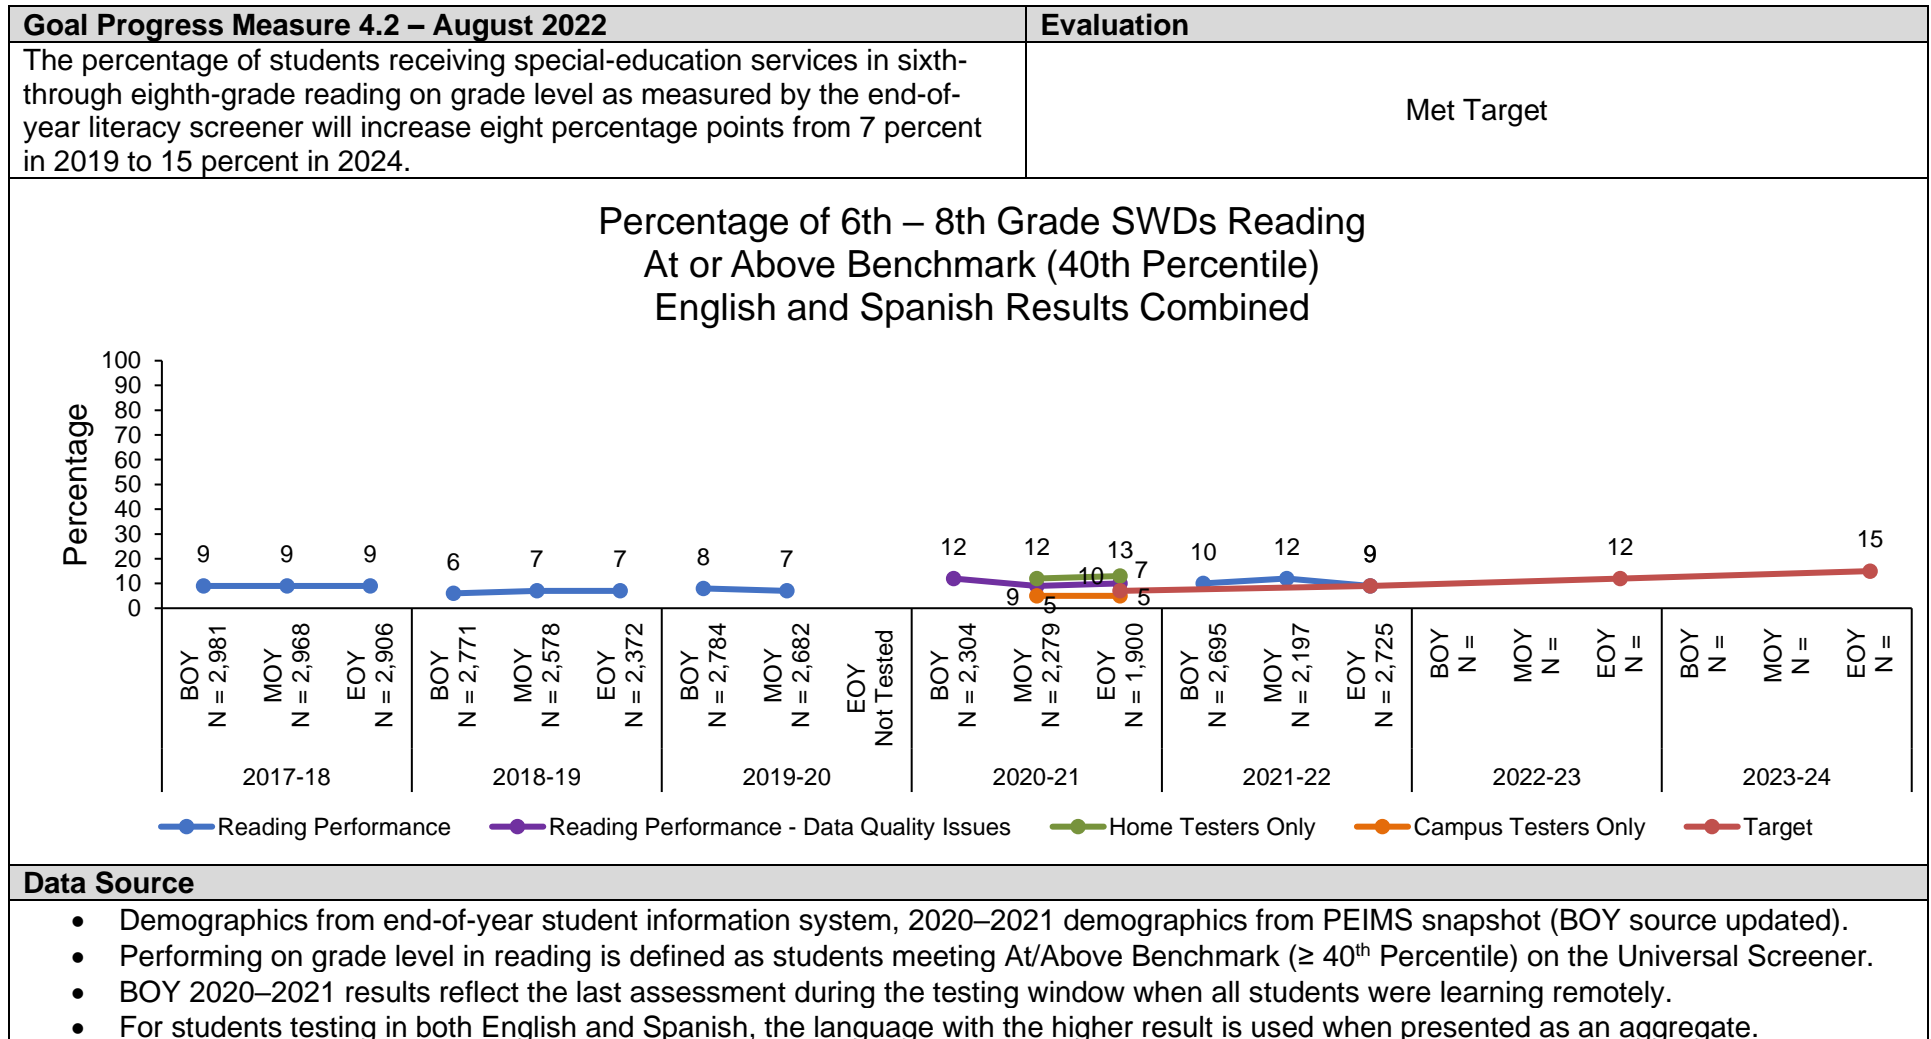 Goal Progress Measure 4.2 – August 2022
Evaluation
The percentage of students receiving special-education services in sixth-
through eighth-grade reading on grade level as measured by the end-of-
year literacy screener will increase eight percentage points from 7 percent
in 2019 to 15 percent in 2024.
Met Target
Percentage of 6th – 8th Grade SWDs Reading
At or Above Benchmark (40th Percentile)
English and Spanish Results Combined
Percentage
100
90
80
70
60
50
40
30
20
10
0
9
9
9
6
7
7
8
7
12
12
9
5
13
10
7
5
10
12
9
9
12
15
BOY
N = 2,981
MOY
N = 2,968
EOY
N = 2,906
BOY
N = 2,771
MOY
N = 2,578
EOY
N = 2,372
BOY
N = 2,784
MOY
N = 2,682
EOY
Not Tested
BOY
N = 2,304
MOY
N = 2,279
EOY
N = 1,900
BOY
N = 2,695
MOY
N = 2,197
EOY
N = 2,725
BOY
N =
MOY
N =
EOY
N =
BOY
N =
MOY
N =
EOY
N =
2017-18
2018-19
2019-20
2020-21
2021-22
2022-23
2023-24
Reading Performance
Reading Performance - Data Quality Issues
Home Testers Only
Campus Testers Only
Target
Data Source
• Demographics from end-of-year student information system, 2020–2021 demographics from PEIMS snapshot (BOY source updated).
• Performing on grade level in reading is defined as students meeting At/Above Benchmark (≥ 40th Percentile) on the Universal Screener.
• BOY 2020–2021 results reflect the last assessment during the testing window when all students were learning remotely.
• For students testing in both English and Spanish, the language with the higher result is used when presented as an aggregate.